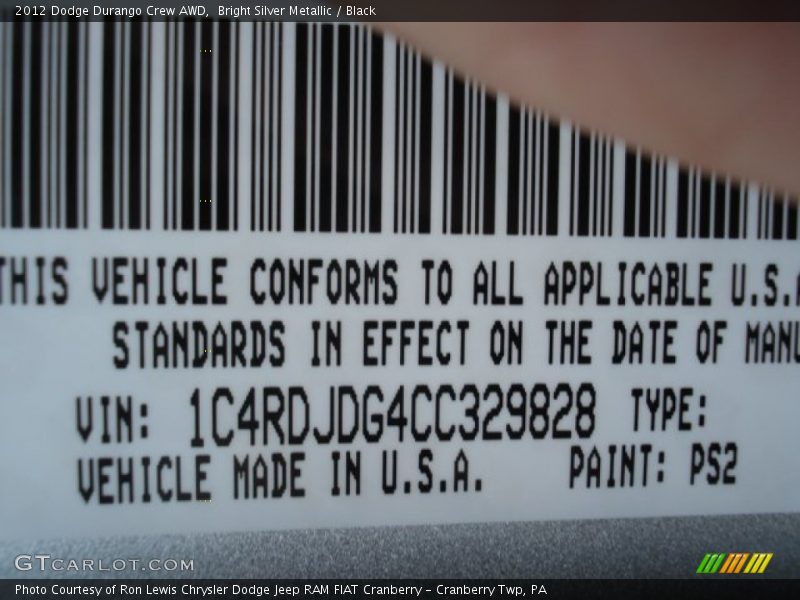 2012 Dodge Durango Crew AWD,  Bright Silver Metallic / Black
THIS VEHICLE CONFORMS TO ALL APPLICABLE U.S.A
STANDARDS IN EFFECT ON THE DATE OF MANU
VIN: 1C4RDJDG4CC329828 TYPE:
VEHICLE MADE IN U.S.A. PAINT: PS2
GTCARLOT.COM
Photo Courtesy of Ron Lewis Chrysler Dodge Jeep RAM FIAT Cranberry – Cranberry Twp, PA